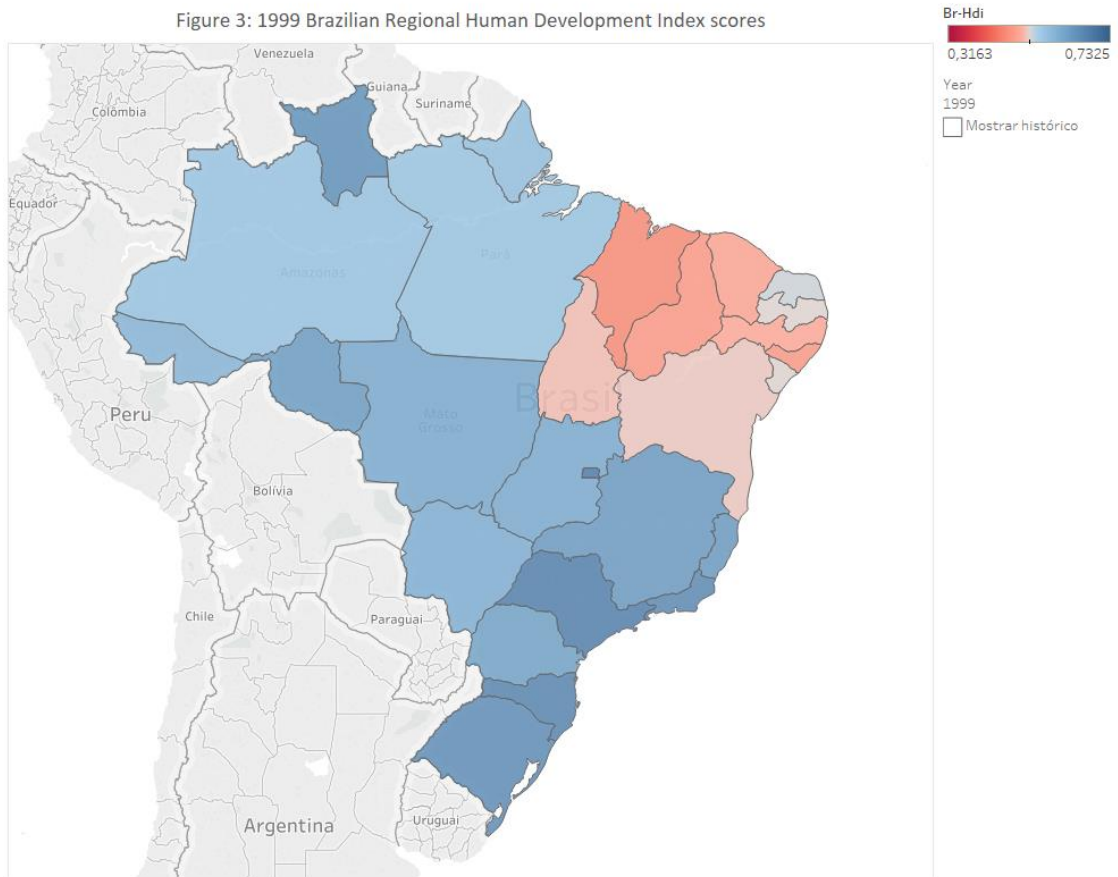 Figure 3: 1999 Brazilian Regional Human Development Index scores
Br-Hdi
0,3163 0,7325
Year
1999
Mostrar histórico
Venezuela
Guiana
Suriname
Colômbia
Equador
Amazonas
Pará
Peru
Brasil
Mato
Grosso
Bolívia
Chile
Paraguai
Argentina
Uruguai